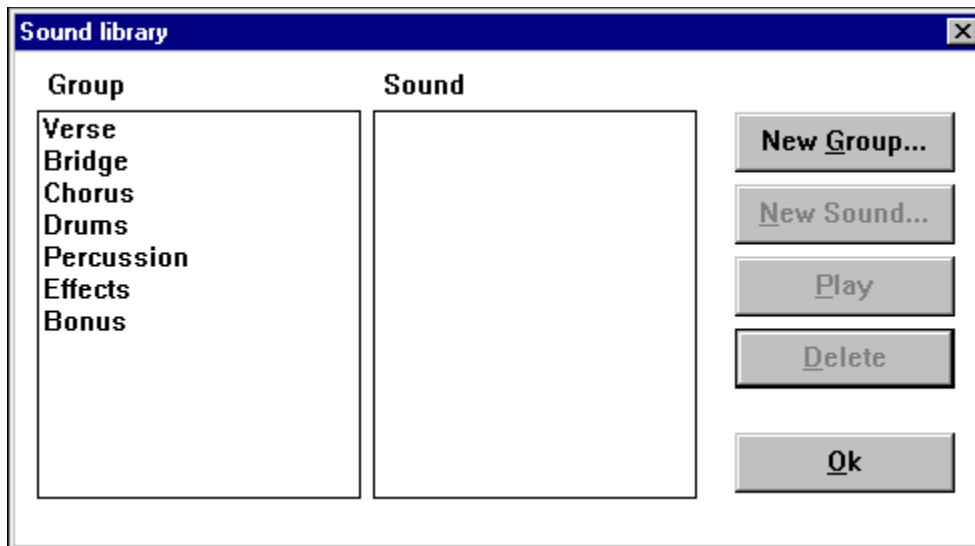 Sound library
Group Sound
Verse
Bridge
Chorus
Drums
Percussion
Effects
Bonus
New Group...
New Sound...
Play
Delete
Ok